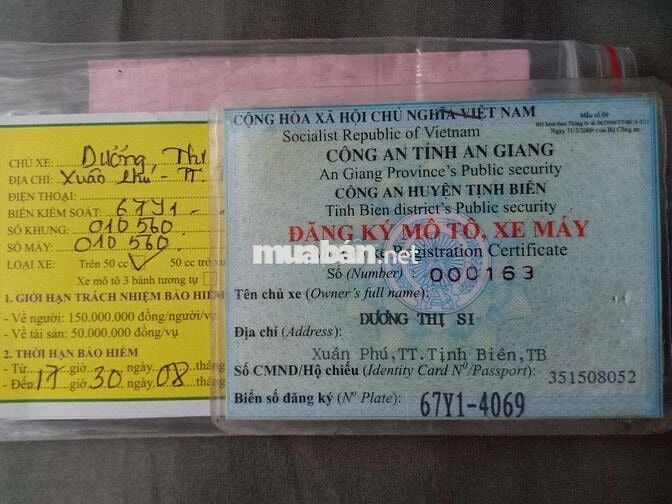 CHỦ XE: Dương Thị
ĐỊA CHỈ: Xuân Phú - TT.
ĐIỆN THOẠI:
BIỂN KIỂM SOÁT: 67Y1 -
SỐ KHUNG: 010560
SỐ MÁY: 010560
LOẠI XE: Trên 50 cc 50 cc trở
Xe mô tô 3 bánh tương tự
1. GIỚI HẠN TRÁCH NHIỆM BẢO HIỂM
- Về người: 150.000.000 đồng/người/vụ
- Về tài sản: 50.000.000 đồng/vụ
2. THỜI HẠN BẢO HIỂM
- Từ
- Đến 17 giờ 30 ngày 08 tháng
CỘNG HÒA XÃ HỘI CHỦ NGHĨA VIỆT NAM
Socialist Republic of Vietnam
Mẫu số 09
CÔNG AN TỈNH AN GIANG
An Giang Province's Public security
CÔNG AN HUYỆN TỊNH BIÊN
Tinh Bien district's Public security
ĐĂNG KÝ MÔ TÔ, XE MÁY
Registration Certificate
muaban.net
Số (Number) 000163
Tên chủ xe (Owner's full name):
DƯƠNG THỊ SI
Địa chỉ (Address):
Xuân Phú,TT.Tịnh Biên,TB
Số CMND/Hộ chiếu (Identity Card Nº/Passport): 351508052
Biển số đăng ký (Nº Plate): 67Y1-4069